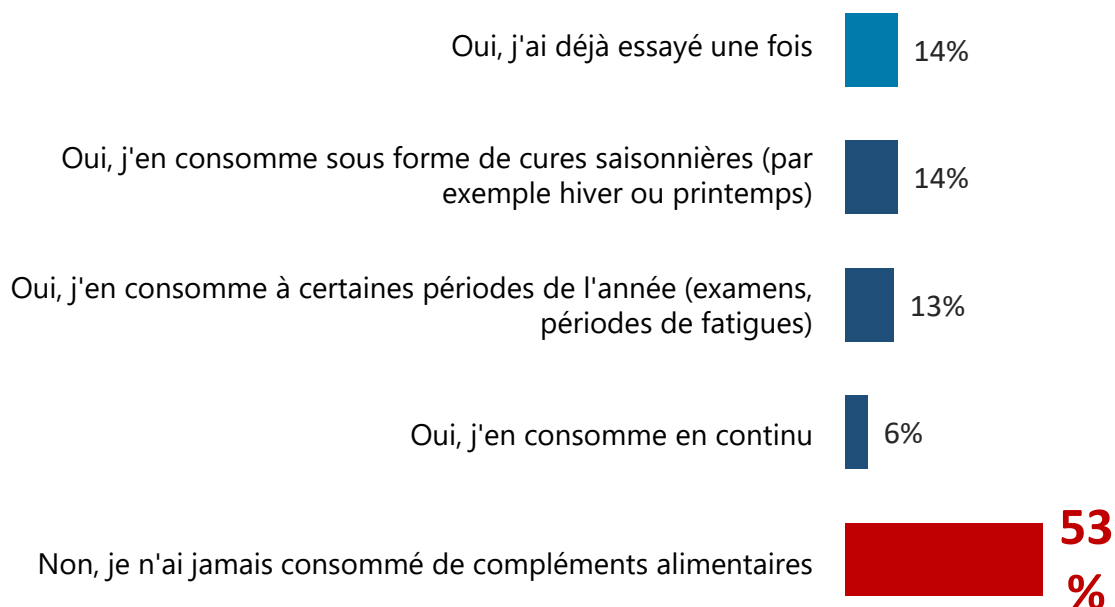 Oui, j'ai déjà essayé une fois
14%
Oui, j'en consomme sous forme de cures saisonnières (par
exemple hiver ou printemps)
14%
Oui, j'en consomme à certaines périodes de l'année (examens,
périodes de fatigues)
13%
Oui, j'en consomme en continu
6%
Non, je n'ai jamais consommé de compléments alimentaires
53
%